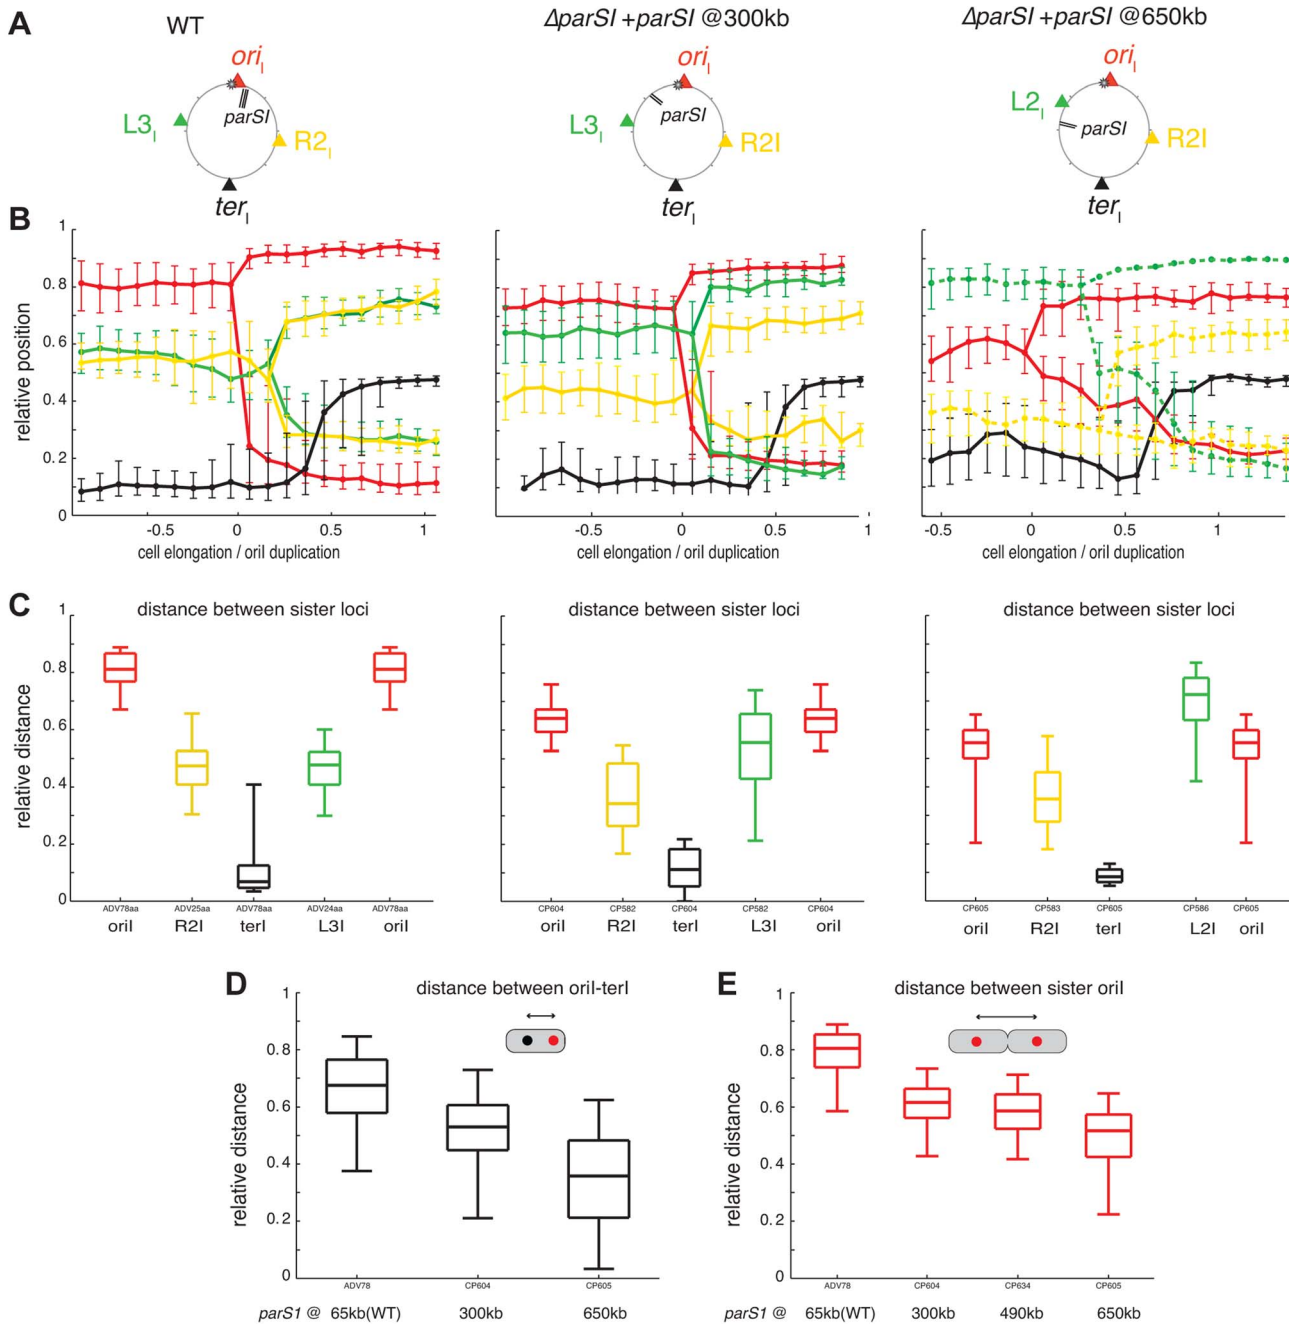 A
WT
ΔparSI +parSI @300kb
ΔparSI +parSI @650kb
oriI
parSI
L3I
R2I
terI
oriI
parSI
L3I
R2I
terI
oriI
L2I
parSI
R2I
terI
B
relative position
1
0.8
0.6
0.4
0.2
0
-0.5 0 0.5 1
cell elongation / oriI duplication
-0.5 0 0.5 1
cell elongation / oriI duplication
-0.5 0 0.5 1
cell elongation / oriI duplication
C
distance between sister loci
distance between sister loci
distance between sister loci
relative distance
1
0.8
0.6
0.4
0.2
0
ADV78aa ADV25aa ADV78aa ADV24aa ADV78aa
oriI R2I terI L3I oriI
CP604 CP582 CP604 CP582 CP604
oriI R2I terI L3I oriI
CP605 CP583 CP605 CP586 CP605
oriI R2I terI L2I oriI
D
distance between oriI-terI
relative distance
1
0.8
0.6
0.4
0.2
0
ADV78 CP604 CP605
parS1 @ 65kb(WT) 300kb 650kb
E
distance between sister oriI
relative distance
1
0.8
0.6
0.4
0.2
0
ADV78 CP604 CP634 CP605
parS1 @ 65kb(WT) 300kb 490kb 650kb